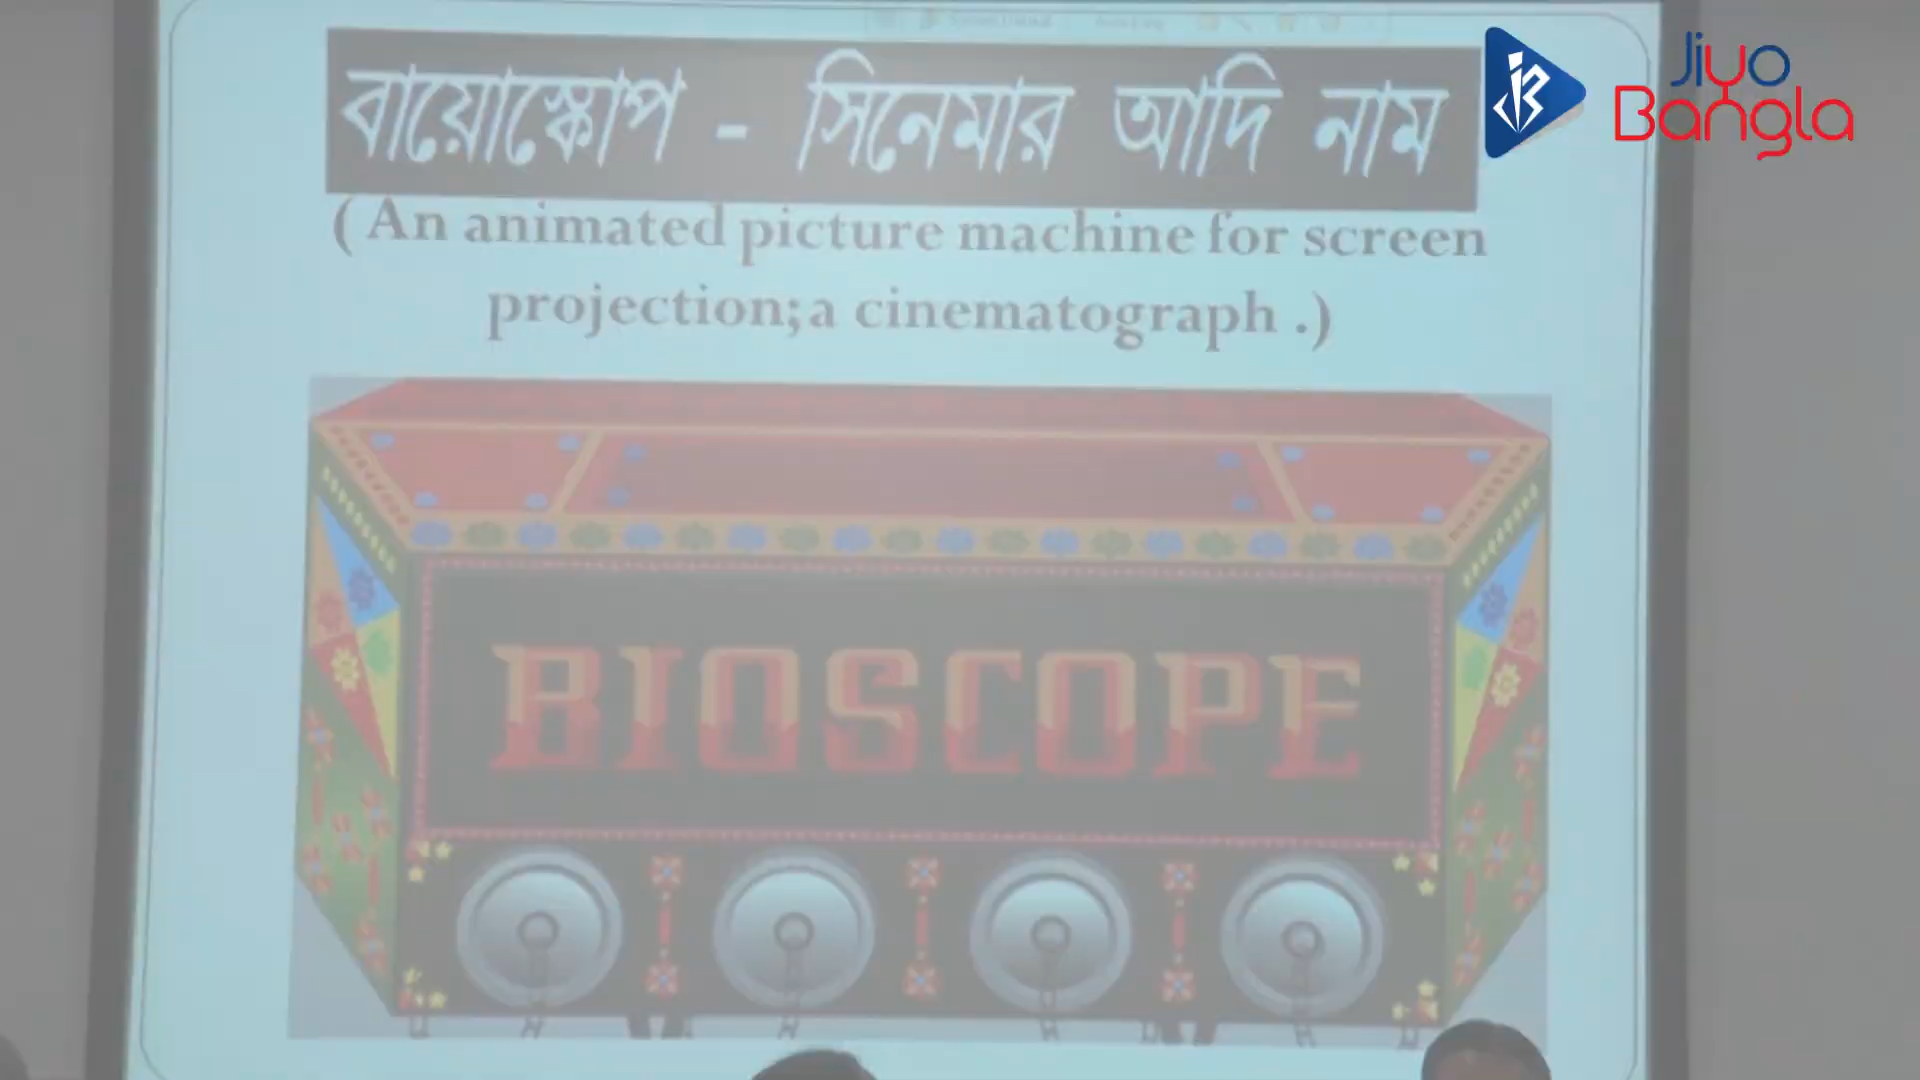 বায়োস্কোপ - সিনেমার আদি নাম
( An animated picture machine for screen
projection; a cinematograph .)
BIOSCOPE
Jiyo
Bangla